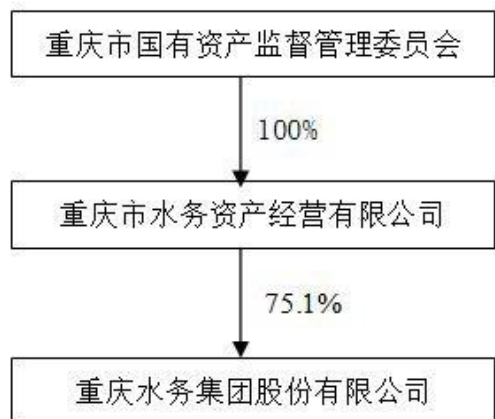 重庆市国有资产监督管理委员会
100%
重庆市水务资产经营有限公司
75.1%
重庆水务集团股份有限公司